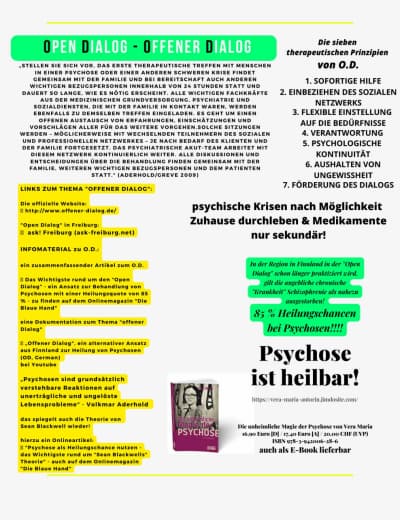 OPEN DIALOG - OFFENER DIALOG
„STELLEN SIE SICH VOR, DAS ERSTE THERAPEUTISCHE TREFFEN MIT MENSCHEN
IN EINER PSYCHOSE ODER EINER ANDEREN SCHWEREN KRISE FINDET
GEMEINSAM MIT DER FAMILIE UND BEREITS BEKANNTEN ANDEREN
WICHTIGEN BEZUGSPERSONEN INNERHALB VON 24 STUNDEN STATT UND
DAUERT SO LANGE, WIE ES NÖTIG ERSCHEINT. ALLE WICHTIGEN FACHKRÄFTE
AUS DER MEDIZINISCHEN GRUNDVERSORGUNG, PSYCHIATRIE UND
SOZIALDIENSTEN, DIE MIT DER FAMILIE IN KONTAKT WAREN, WERDEN
EBENFALLS ZU DEMSELBEN TREFFEN EINGELADEN. ES GEHT UM EINEN
OFFENEN AUSTAUSCH VON ERFAHRUNGEN, EINSCHÄTZUNGEN UND
VORSCHLÄGEN ALLER FÜR DAS WEITERE VORGEHEN.SOLCHE SITZUNGEN
WERDEN – MÖGLICHERWEISE MIT WECHSELNDEN TEILNEHMERN DES SOZIALEN
UND PROFESSIONELLEN NETZWERKES – JE NACH BEDARF DES KLIENTEN UND
DER FAMILIE FORTGESETZT. DAS PSYCHIATRISCHE AKUT-TEAM ARBEITET MIT
DIESEM NETZWERK KONTINUIERLICH WEITER. ALLE DISKUSSIONEN UND
ENTSCHEIDUNGEN ÜBER DIE BEHANDLUNG FINDEN GEMEINSAM MIT DER
FAMILIE, WEITEREN WICHTIGEN BEZUGSPERSONEN UND DEM PATIENTEN
STATT." (ADERHOLD/GREVE 2009)
Die sieben
therapeutischen Prinzipien
von O.D.
1. SOFORTIGE HILFE
2. EINBEZIEHEN DES SOZIALEN
NETZWERKS
3. FLEXIBLE EINSTELLUNG
AUF DIE BEDÜRFNISSE
4. VERANTWORTUNG
5. PSYCHOLOGISCHE
KONTINUITÄT
6. AUSHALTEN VON
UNGEWISSHEIT
7. FÖRDERUNG DES DIALOGS
LINKS ZUM THEMA "OFFENER DIALOG":
Die offizielle Website:
http://www.offener-dialog.de/
"Open Dialog" in Freiburg:
ask! Freiburg (ask-freiburg.net)
INFOMATERIAL zu O.D.:
ein zusammenfassender Artikel zum O.D.
Das Wichtigste rund um den "Open
Dialog" - ein Ansatz zur Behandlung von
Psychosen mit einer Heilungsquote von 85
% - zu finden auf dem Onlinemagazin "Die
Blaue Hand"
eine Dokumentation zum Thema "offener
Dialog"
„Offener Dialog", ein alternativer Ansatz
aus Finnland zur Heilung von Psychosen
(OD, German)
bei Youtube
„Psychosen sind grundsätzlich
verstehbare Reaktionen auf
unerträgliche und ungelöste
Lebensprobleme" - Volkmar Aderhold
das spiegelt auch die Theorie von
Sean Blackwell wieder!
hierzu ein Onlineartikel:
"Psychose als Heilungschance nutzen -
das Wichtigste rund um "Sean Blackwells"
Theorie" - auch auf dem Onlinemagazin
"Die Blaue Hand"
psychische Krisen nach Möglichkeit
Zuhause durchleben & Medikamente
nur sekundär!
In der Region in Finnland in der "Open
Dialog" schon länger praktiziert wird,
gilt die angebliche chronische
"Krankheit" Schizophrenie als nahezu
ausgestorben!
85 % Heilungschancen
bei Psychosen!!!!
Psychose
ist heilbar!
https://vera-maria-autorin.jimdosite.com/
PSYCHOSE
Die unheimliche Magie der Psychose von Vera Maria
16,90 Euro [D] / 17,40 Euro [A] / 20,00 CHF (UVP)
ISBN 978-3-942006-28-6
auch als E-Book lieferbar